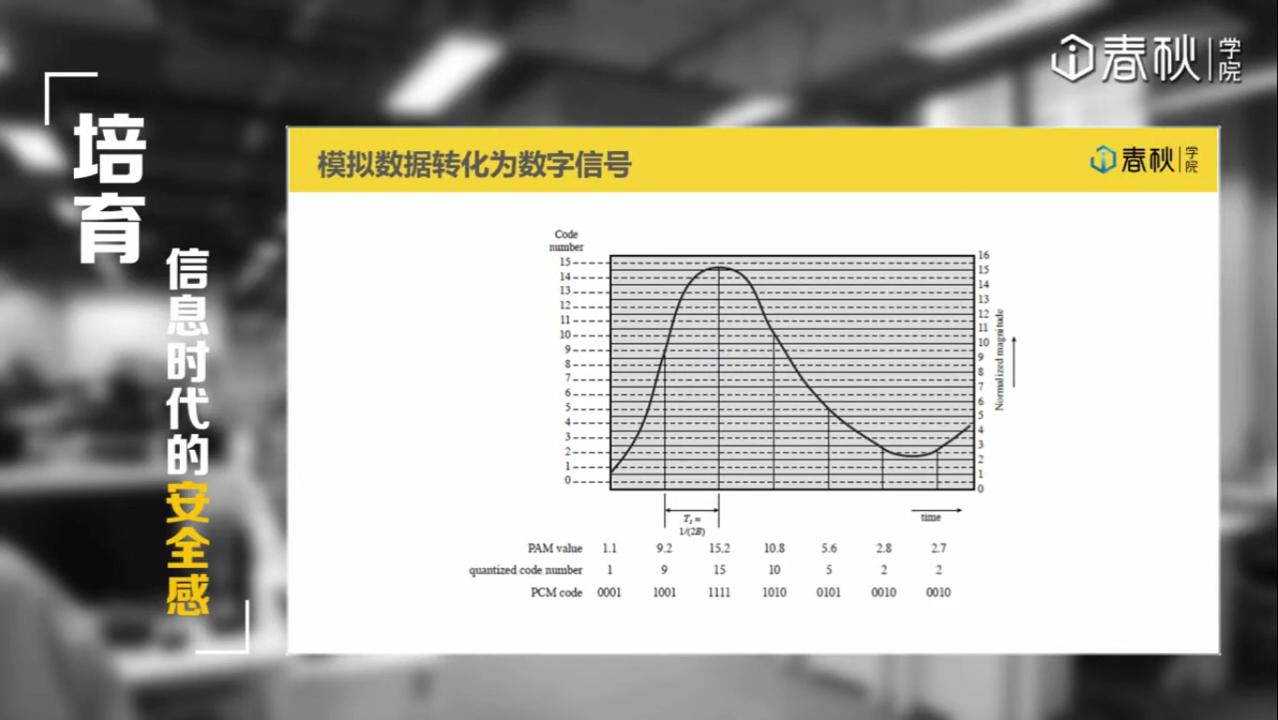 春秋学院
培育
信息时代的安全感
模拟数据转化为数字信号
春秋学院
Code
number
15
14
13
12
11
10
9
8
7
6
5
4
3
2
1
0
16
15
14
13
12
11
10
9
8
7
6
5
4
3
2
1
0
Normalized magnitude
Ts =
1/(2B)
time
PAM value 1.1 9.2 15.2 10.8 5.6 2.8 2.7
quantized code number 1 9 15 10 5 2 2
PCM code 0001 1001 1111 1010 0101 0010 0010